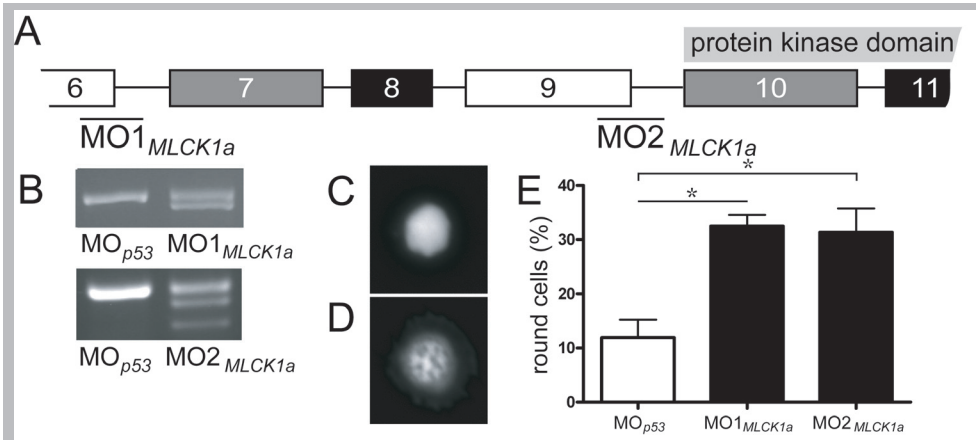 A
protein kinase domain
6 7 8 9 10 11
MO1MLCK1a MO2MLCK1a
B
MOp53 MO1MLCK1a
MOp53 MO2MLCK1a
C
D
E
* 
*
round cells (%)
40
30
20
10
0
MOp53 MO1MLCK1a MO2MLCK1a